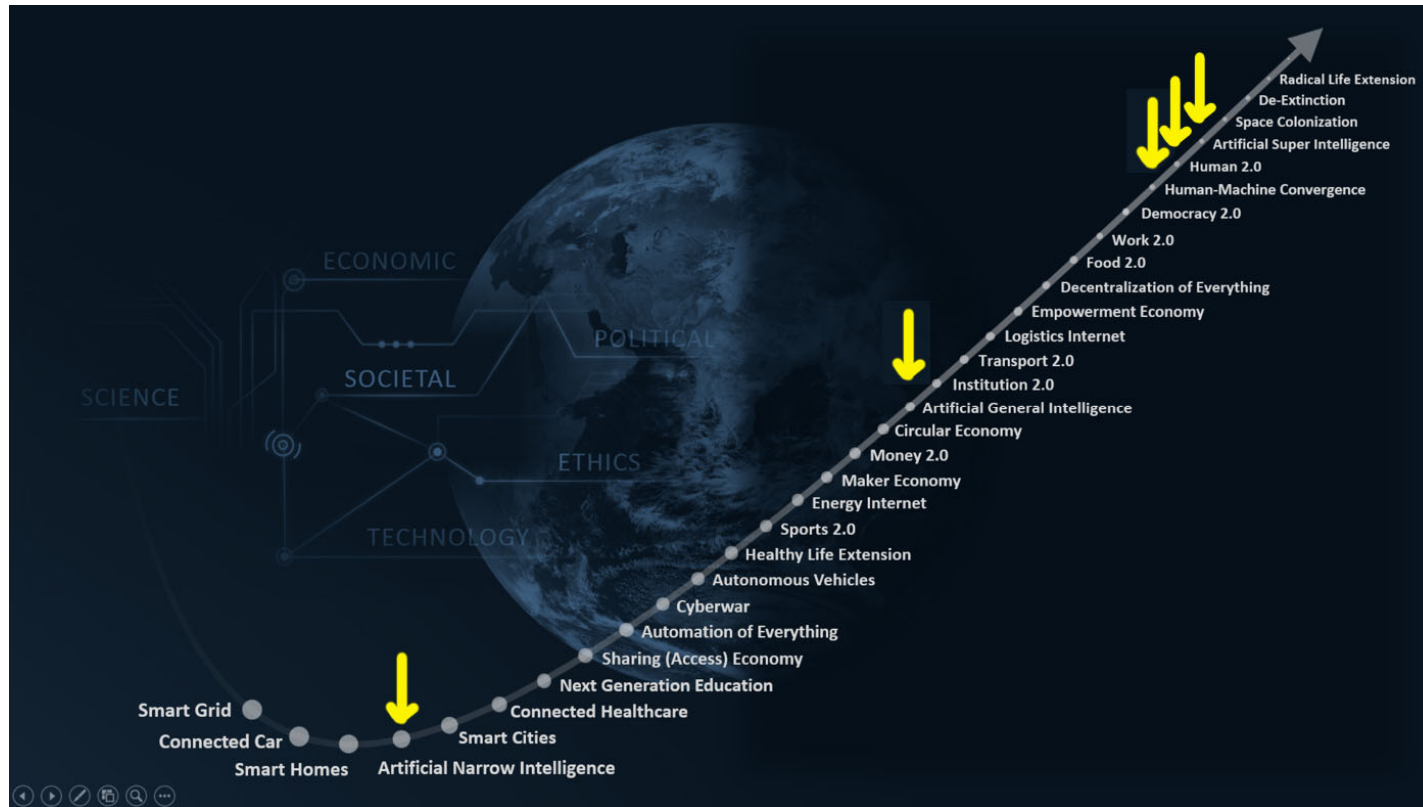 Radical Life Extension
De-Extinction
Space Colonization
Artificial Super Intelligence
Human 2.0
Human-Machine Convergence
Democracy 2.0
Work 2.0
Food 2.0
Decentralization of Everything
Empowerment Economy
Logistics Internet
Transport 2.0
Institution 2.0
Artificial General Intelligence
Circular Economy
Money 2.0
Maker Economy
Energy Internet
Sports 2.0
Healthy Life Extension
Autonomous Vehicles
Cyberwar
Automation of Everything
Sharing (Access) Economy
Next Generation Education
Connected Healthcare
Smart Cities
Artificial Narrow Intelligence
Smart Homes
Connected Car
Smart Grid
ECONOMIC
POLITICAL
SOCIETAL
SCIENCE
ETHICS
TECHNOLOGY